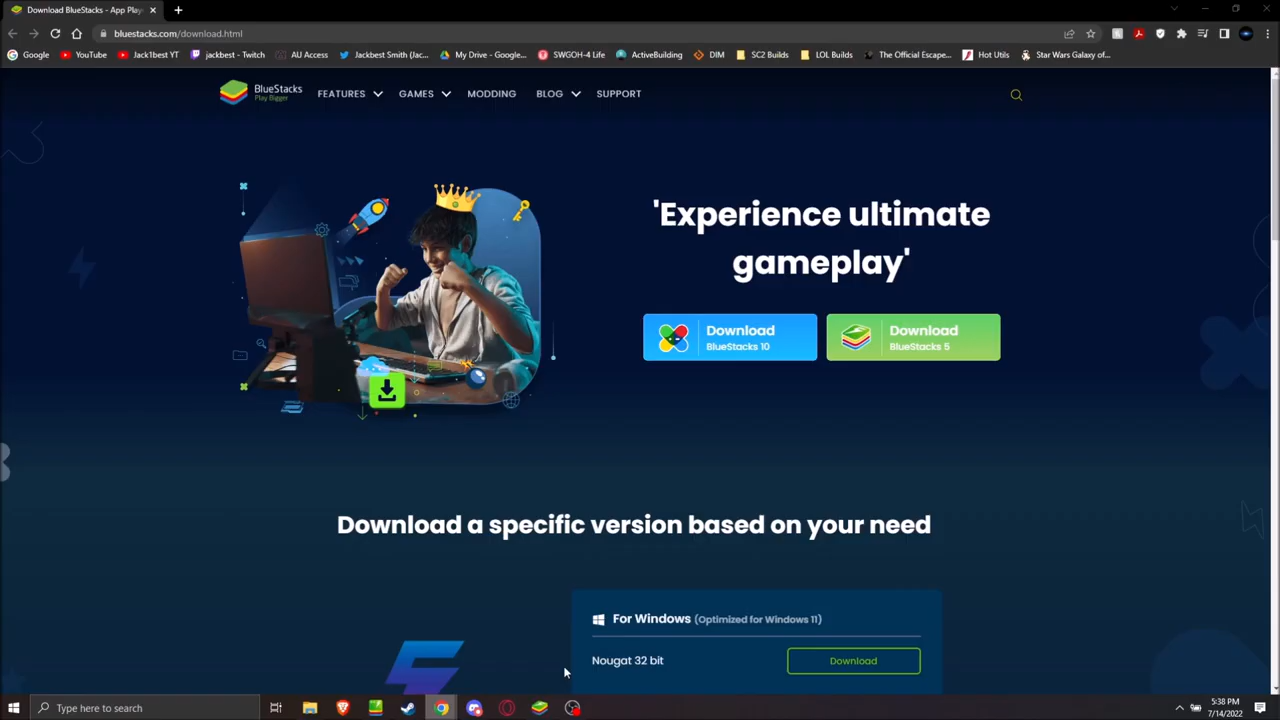 Download BlueStacks - App Play
bluestacks.com/download.html
Google
YouTube
Jack1best YT
jackbest - Twitch
AU Access
Jackbest Smith (Jac...
My Drive - Google...
SWGOH-4 Life
ActiveBuilding
DIM
SC2 Builds
LOL Builds
The Official Escape...
Hot Utils
Star Wars Galaxy of...
BlueStacks
Play Bigger
FEATURES
GAMES
MODDING
BLOG
SUPPORT
'Experience ultimate
gameplay'
Download
BlueStacks 10
Download
BlueStacks 5
Download a specific version based on your need
For Windows (Optimized for Windows 11)
Nougat 32 bit
Download
Type here to search
5:38 PM
7/14/2022